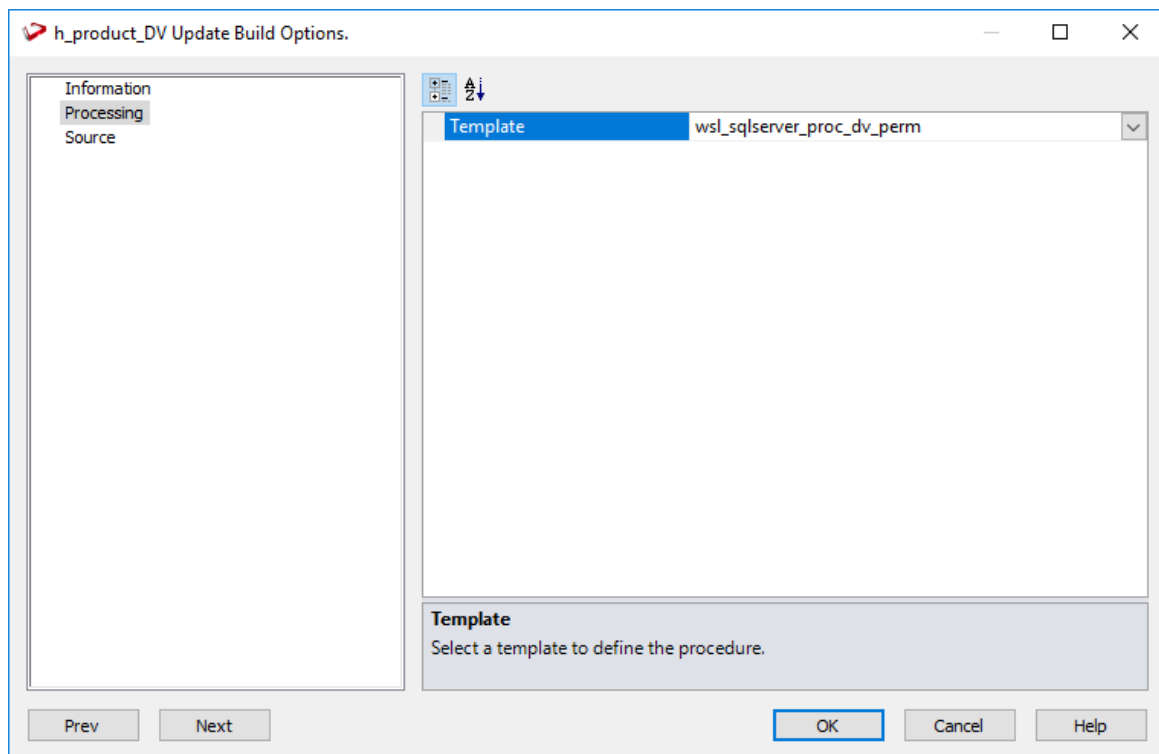 h_product_DV Update Build Options.
Information
Processing
Source
A
Z
Template wsl_sqlserver_proc_dv_perm
Template
Select a template to define the procedure.
Prev Next OK Cancel Help